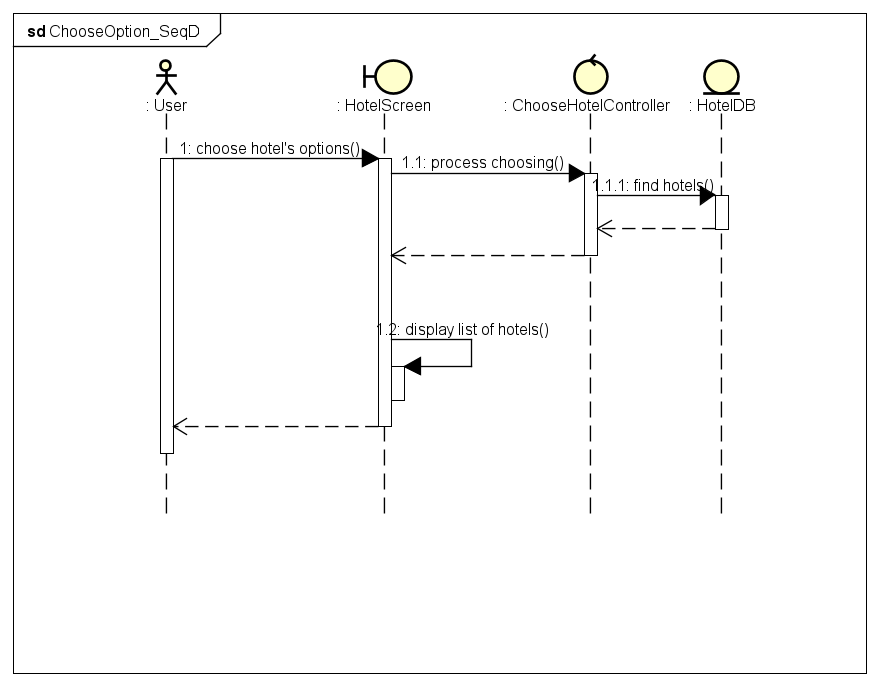 sd ChooseOption_SeqD
: User
: HotelScreen
: ChooseHotelController
: HotelDB
1: choose hotel's options()
1.1: process choosing()
1.1.1: find hotels()
1.2: display list of hotels()